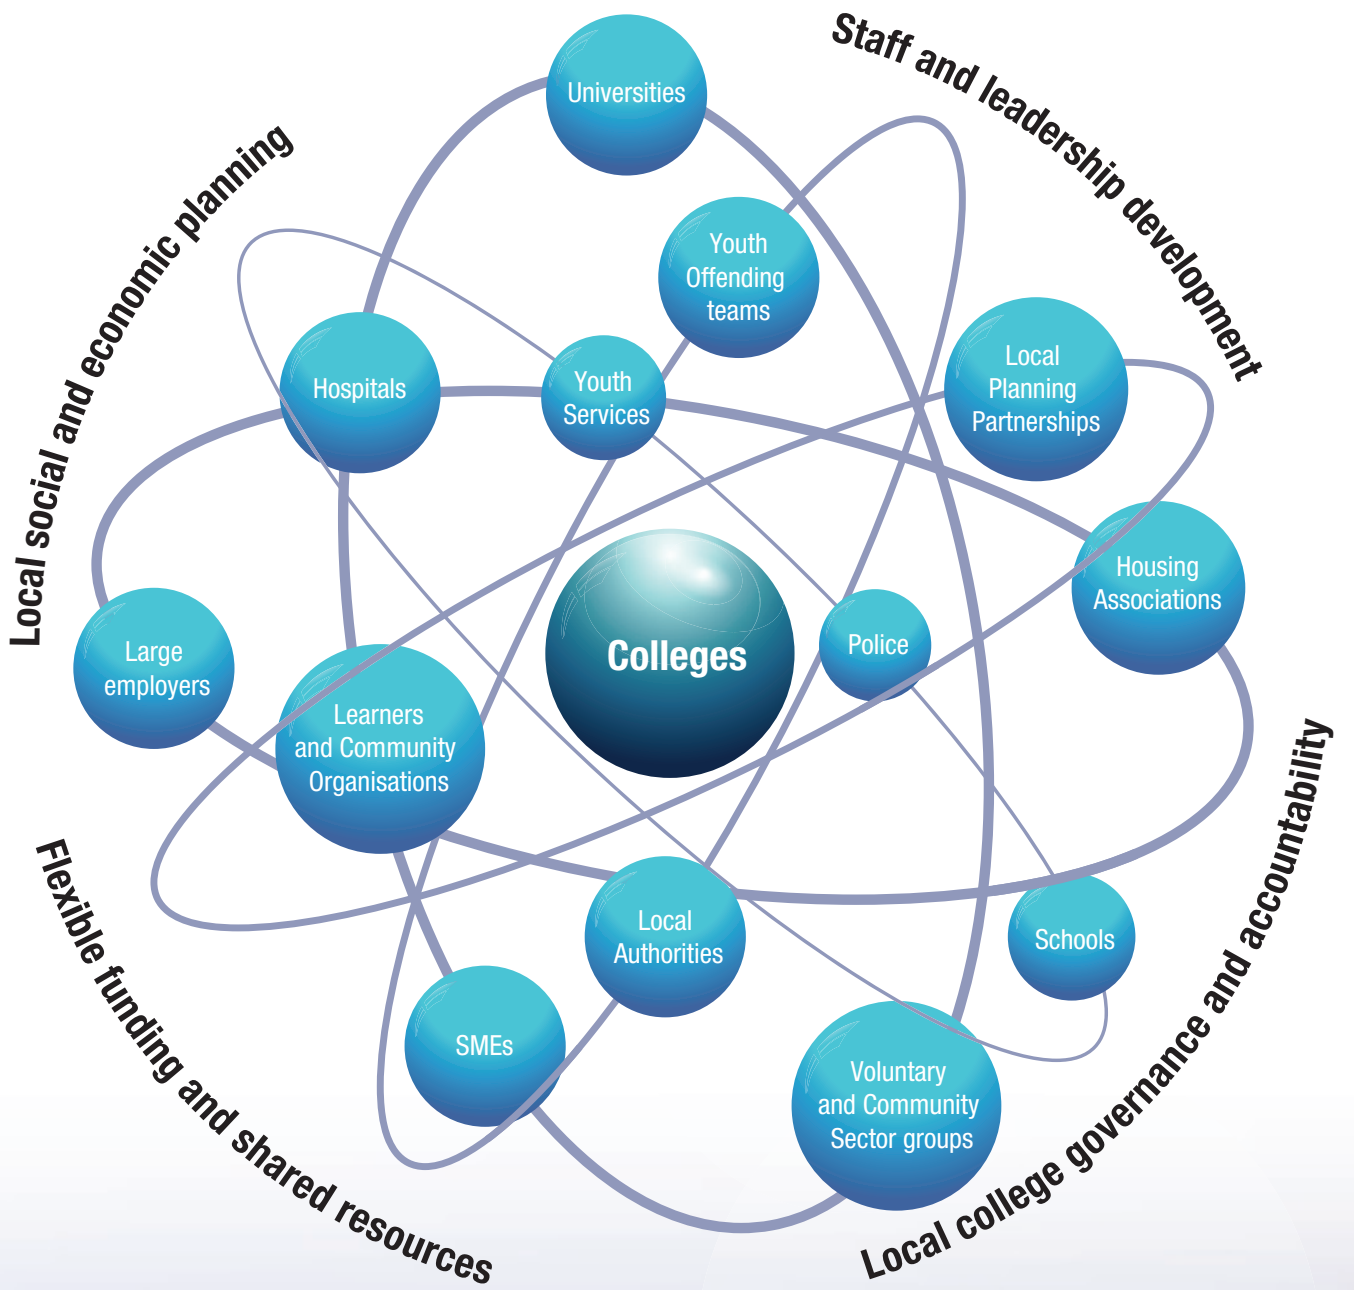 Universities
Staff and leadership development
Local social and economic planning
Youth
Offending
teams
Local
Planning
Partnerships
Hospitals
Youth
Services
Housing
Associations
Colleges
Police
Large
employers
Learners
and Community
Organisations
Local
Authorities
Schools
SMEs
Voluntary
and Community
Sector groups
Flexible funding and shared resources
Local college governance and accountability